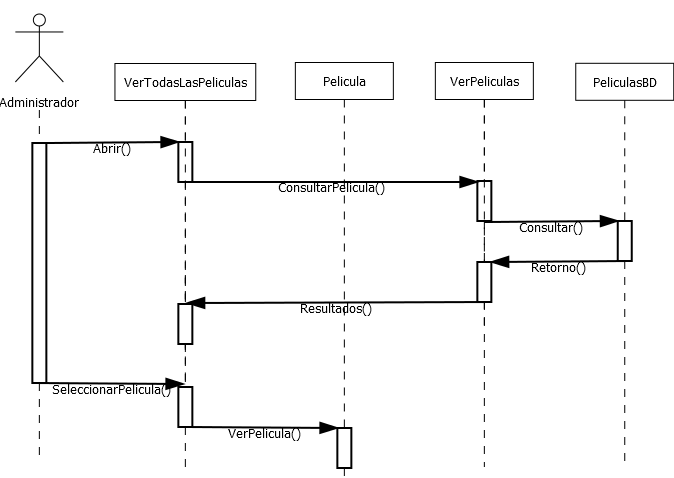 VerTodasLasPeliculas
Pelicula
VerPeliculas
PeliculasBD
Administrador
Abrir()
ConsultarPelicula()
Consultar()
Retorno()
Resultados()
SeleccionarPelicula()
VerPelicula()